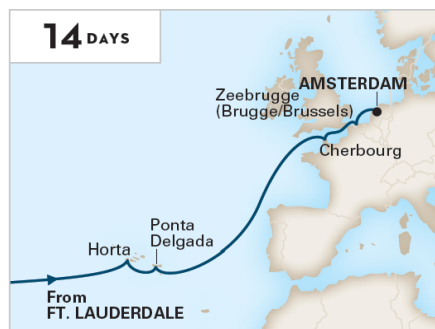 14 DAYS
AMSTERDAM
Zeebrugge
(Brugge/Brussels)
Cherbourg
Ponta
Delgada
Horta
From
FT. LAUDERDALE